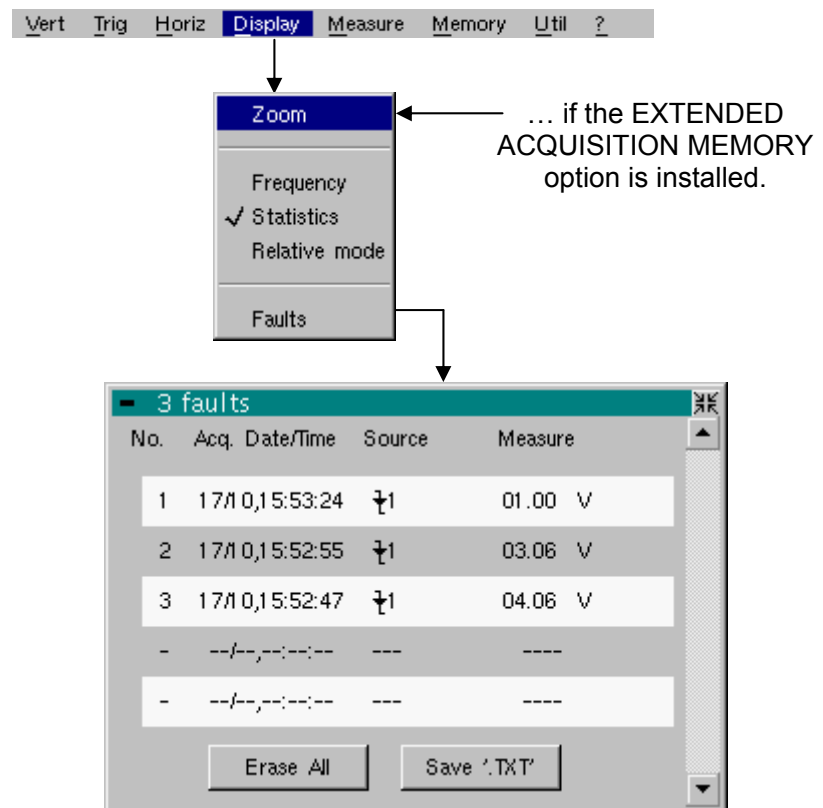 Vert Trig Horiz Display Measure Memory Util ?
Zoom
… if the EXTENDED
ACQUISITION MEMORY
option is installed.
Frequency
✓ Statistics
Relative mode
Faults
3 faults
No. Acq. Date/Time Source Measure
1 17/10,15:53:24 1 01.00 V
2 17/10,15:52:55 1 03.06 V
3 17/10,15:52:47 1 04.06 V
- --/--,--:--:-- --- ----
- --/--,--:--:-- --- ----
Erase All Save '.TXT'